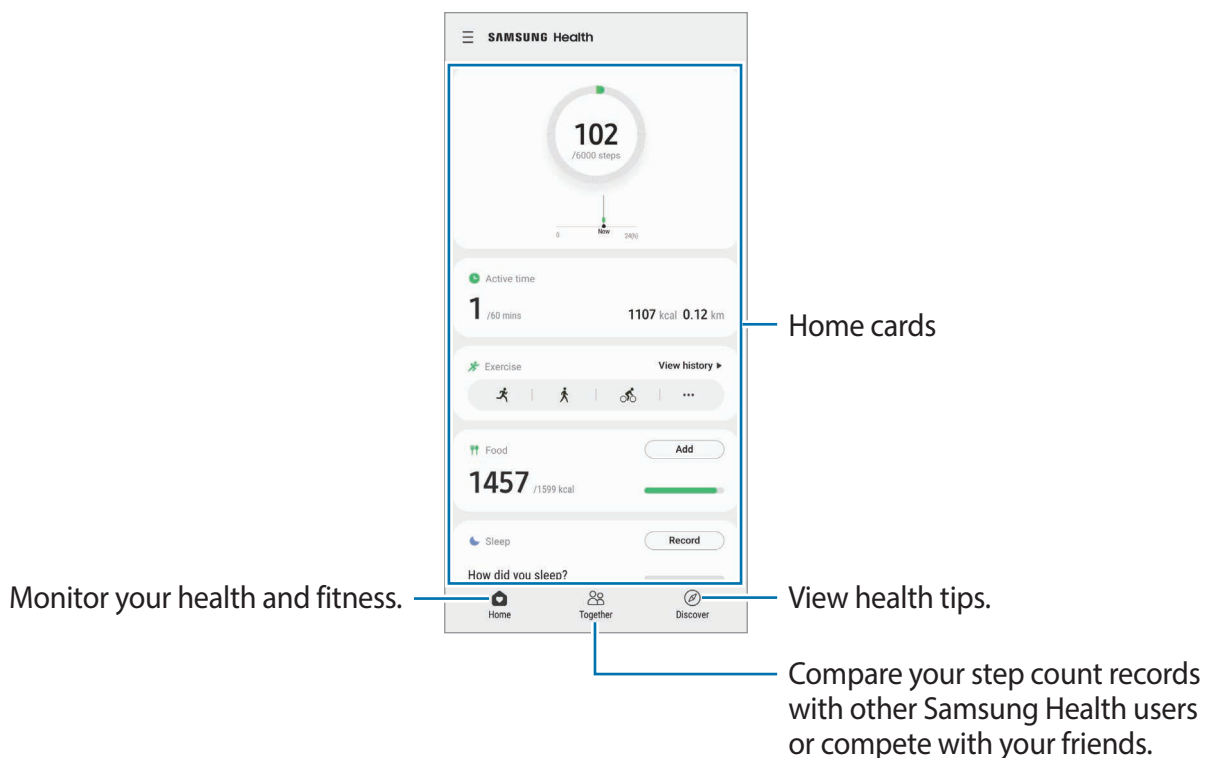 SAMSUNG Health
102
/6000 steps
0 Now 24(h)
Active time
1 /60 mins 1107 kcal 0.12 km
Home cards
Exercise View history
Food Add
1457 /1599 kcal
Sleep Record
How did you sleep?
Monitor your health and fitness.
Home Together Discover
View health tips.
Compare your step count records
with other Samsung Health users
or compete with your friends.